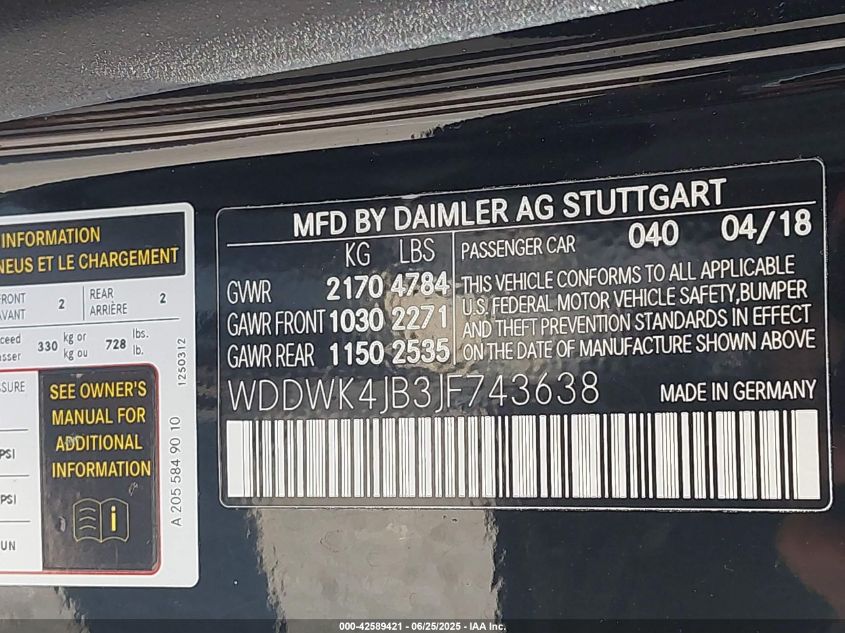 INFORMATION
NEUS ET LE CHARGEMENT
FRONT 2 REAR 2
AVANT ARRIÈRE
330 kg or 728 lbs.
kg ou lb.
SEE OWNER'S
MANUAL FOR
ADDITIONAL
INFORMATION
PSI
PSI
A 205 584 90 10 1250312
MFD BY DAIMLER AG STUTTGART
KG LBS PASSENGER CAR 040 04/18
GVWR 2170 4784
GAWR FRONT 1030 2271
GAWR REAR 1150 2535
THIS VEHICLE CONFORMS TO ALL APPLICABLE
U.S. FEDERAL MOTOR VEHICLE SAFETY, BUMPER
AND THEFT PREVENTION STANDARDS IN EFFECT
ON THE DATE OF MANUFACTURE SHOWN ABOVE
WDDWK4JB3JF743638 MADE IN GERMANY
000-42589421 - 06/25/2025 - IAA Inc.